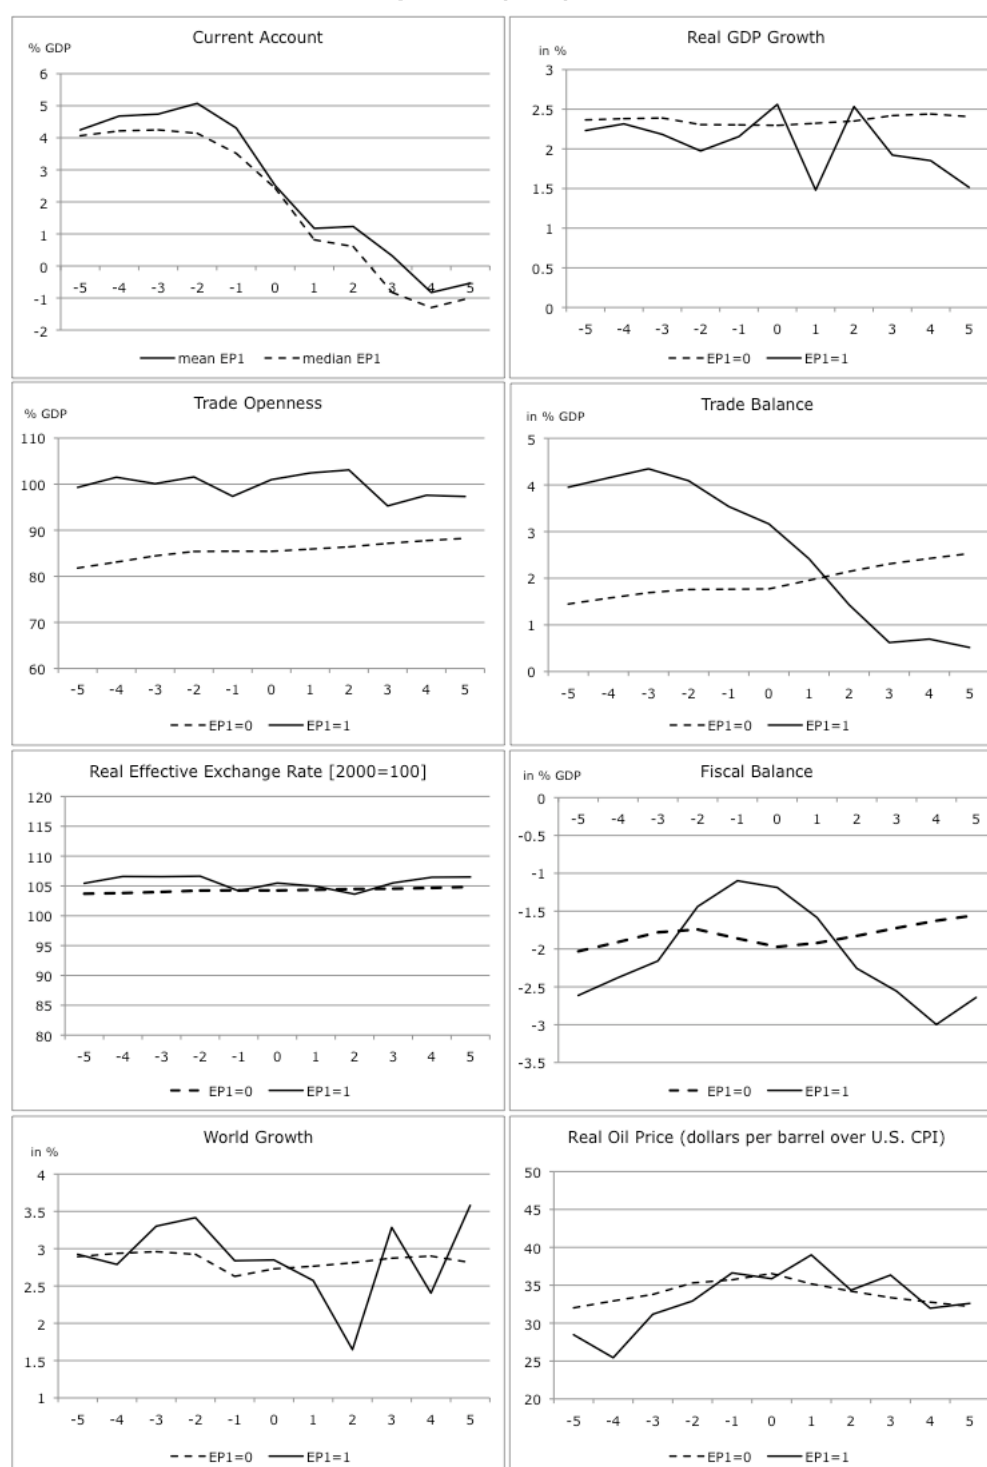 Current Account
% GDP
6
5
4
3
2
1
0
-1
-2
-5 -4 -3 -2 -1 0 1 2 3 4 5
mean EP1 median EP1
Real GDP Growth
in %
3
2.5
2
1.5
1
0.5
0
-5 -4 -3 -2 -1 0 1 2 3 4 5
EP1=0 EP1=1
Trade Openness
% GDP
110
100
90
80
70
60
-5 -4 -3 -2 -1 0 1 2 3 4 5
EP1=0 EP1=1
Trade Balance
in % GDP
5
4
3
2
1
0
-5 -4 -3 -2 -1 0 1 2 3 4 5
EP1=0 EP1=1
Real Effective Exchange Rate [2000=100]
120
115
110
105
100
95
90
85
80
-5 -4 -3 -2 -1 0 1 2 3 4 5
EP1=0 EP1=1
Fiscal Balance
in % GDP
0
-5 -4 -3 -2 -1 0 1 2 3 4 5
-0.5
-1
-1.5
-2
-2.5
-3
-3.5
EP1=0 EP1=1
World Growth
in %
4
3.5
3
2.5
2
1.5
1
-5 -4 -3 -2 -1 0 1 2 3 4 5
EP1=0 EP1=1
Real Oil Price (dollars per barrel over U.S. CPI)
50
45
40
35
30
25
20
-5 -4 -3 -2 -1 0 1 2 3 4 5
EP1=0 EP1=1